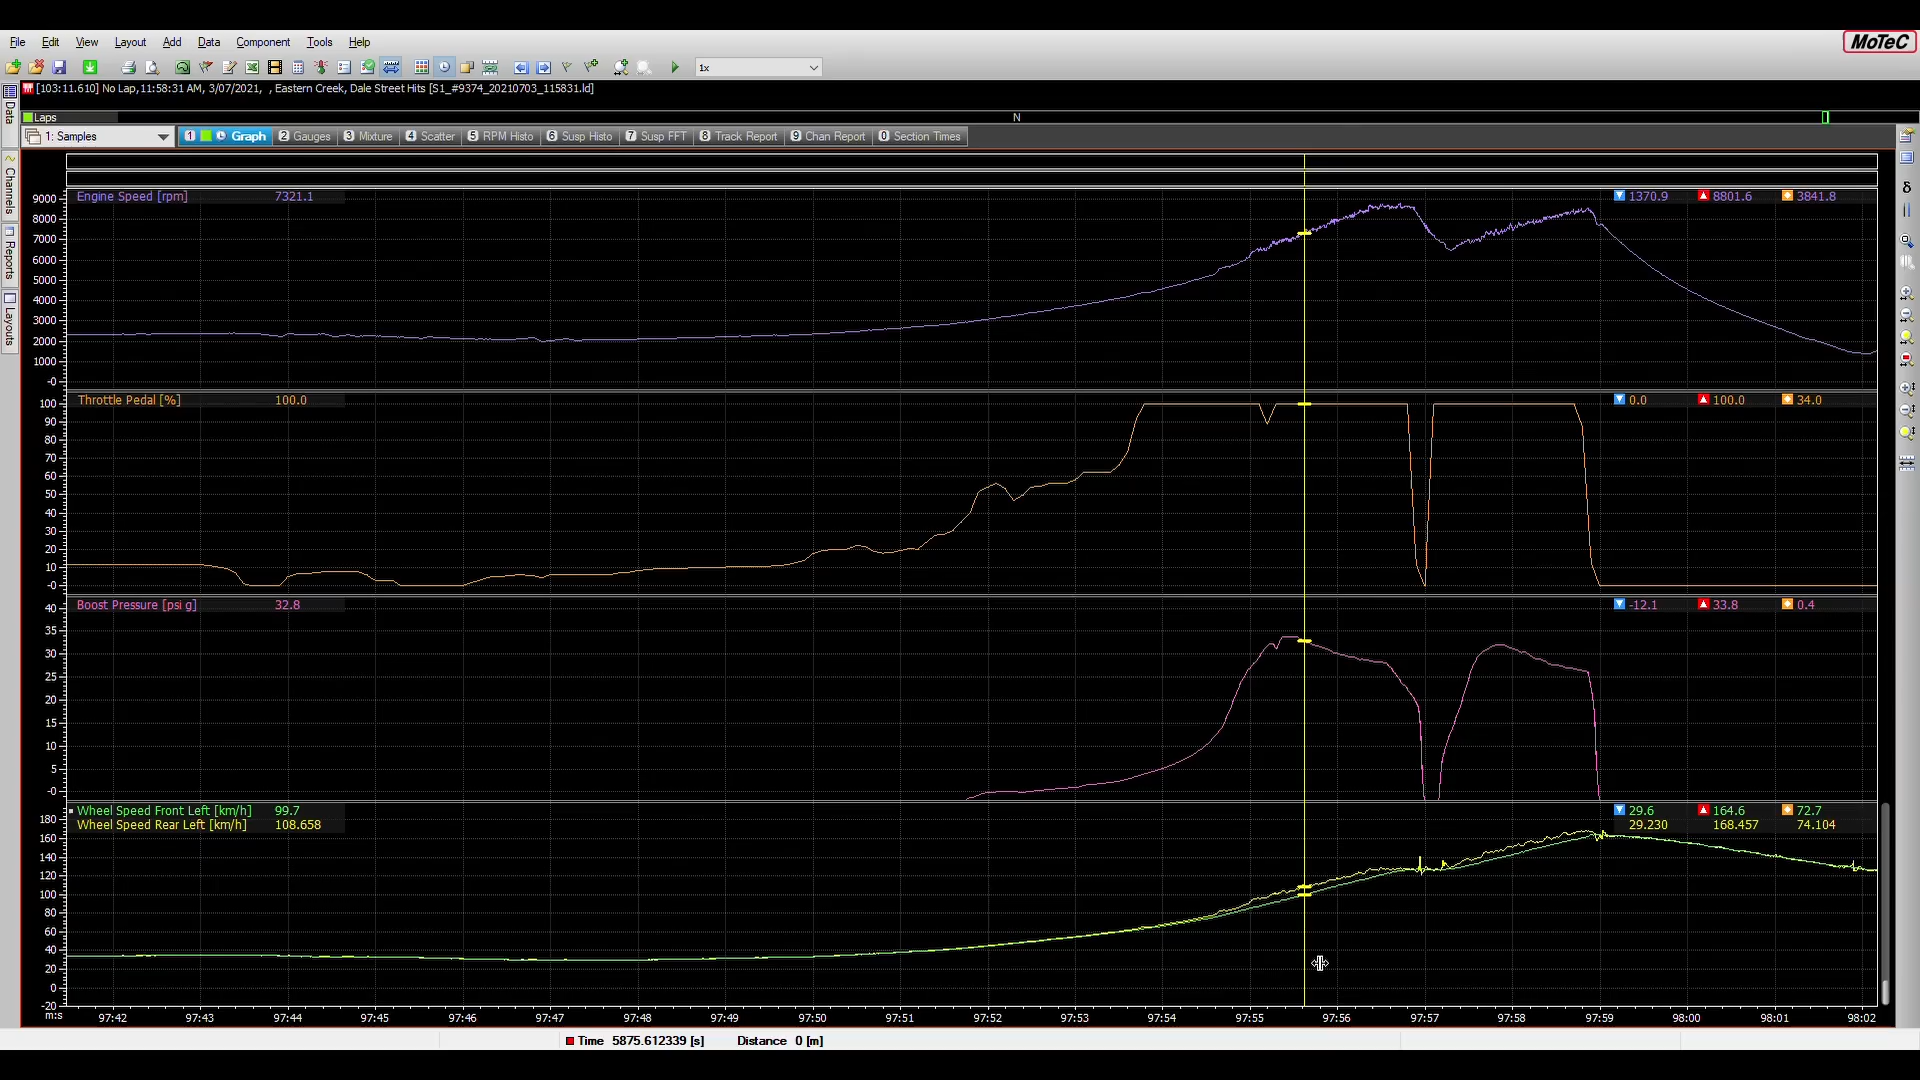 File Edit View Layout Add Data Component Tools Help
MoTeC
1x
[103:11.610] No Lap,11:58:31 AM, 3/07/2021, , Eastern Creek, Dale Street Hits [S1_#9374_20210703_115831.ld]
Laps
N
1: Samples 1 Graph 2 Gauges 3 Mixture 4 Scatter 5 RPM Histo 6 Susp Histo 7 Susp FFT 8 Track Report 9 Chan Report 0 Section Times
Data
Channels
Reports
Layouts
Engine Speed [rpm] 7321.1 1370.9 8801.6 3841.8
9000
8000
7000
6000
5000
4000
3000
2000
1000
-0
Throttle Pedal [%] 100.0 0.0 100.0 34.0
100
90
80
70
60
50
40
30
20
10
-0
Boost Pressure [psi g] 32.8 -12.1 33.8 0.4
40
35
30
25
20
15
10
5
-0
Wheel Speed Front Left [km/h] 99.7 29.6 164.6 72.7
Wheel Speed Rear Left [km/h] 108.658 29.230 168.457 74.104
180
160
140
120
100
80
60
40
20
0
-20
m:s 97:42 97:43 97:44 97:45 97:46 97:47 97:48 97:49 97:50 97:51 97:52 97:53 97:54 97:55 97:56 97:57 97:58 97:59 98:00 98:01 98:02
Time 5875.612339 [s] Distance 0 [m]